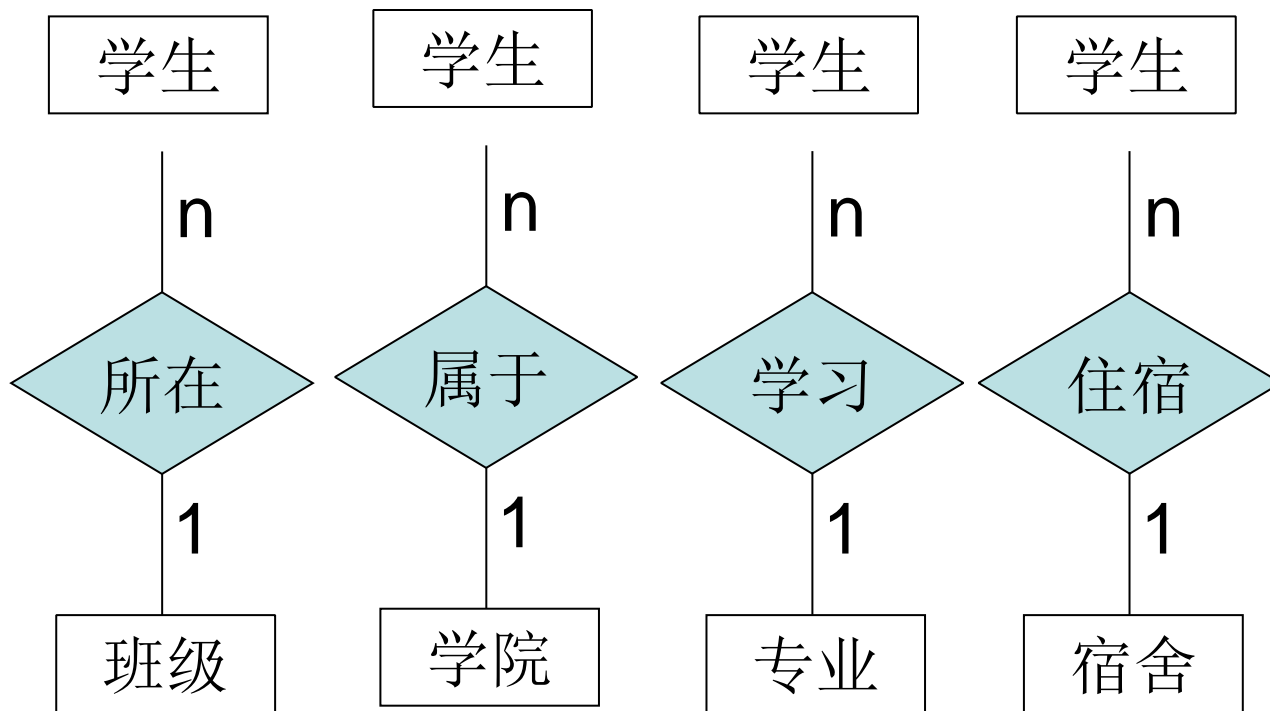 学生 学生 学生 学生
n n n n
所在 属于 学习 住宿
1 1 1 1
班级 学院 专业 宿舍